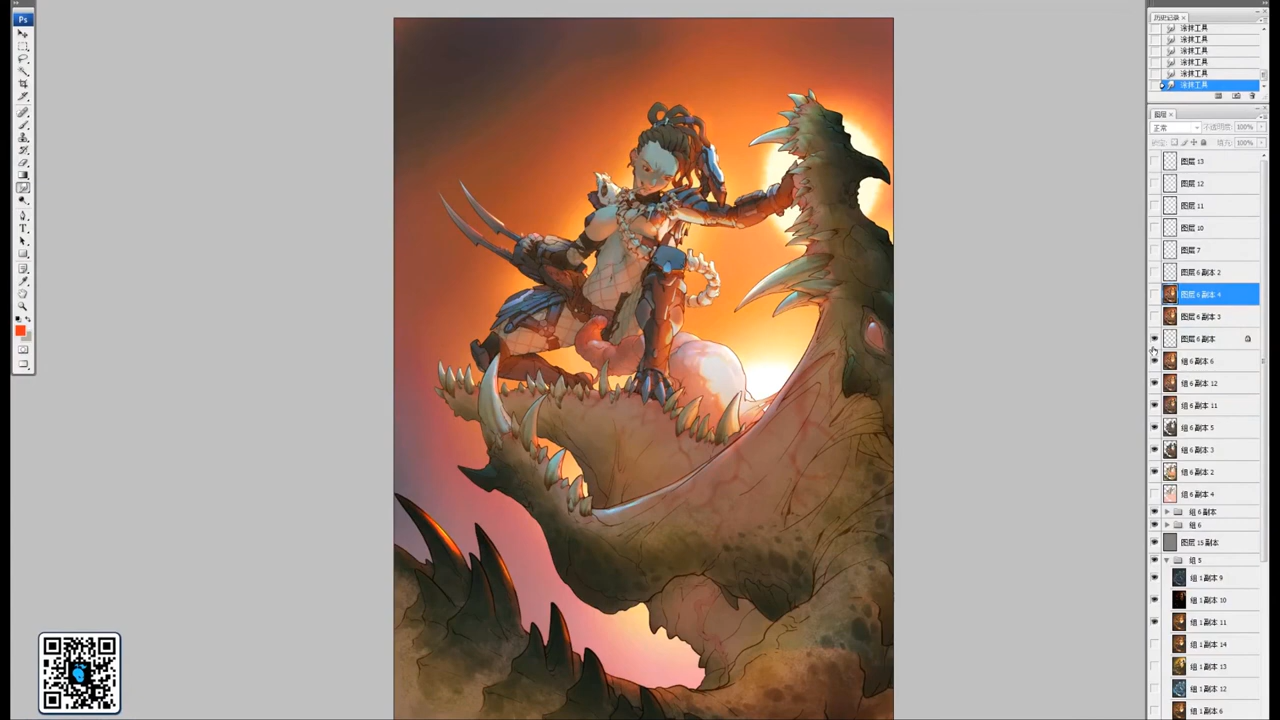 Ps
历史记录
涂抹工具
涂抹工具
涂抹工具
涂抹工具
涂抹工具
涂抹工具
图层
正常 不透明度: 100%
锁定: 填充: 100%
图层 13
图层 12
图层 11
图层 10
图层 7
图层 6 副本 2
图层 6 副本 4
图层 6 副本 3
图层 6 副本
组 6 副本 6
组 6 副本 12
组 6 副本 11
组 6 副本 5
组 6 副本 3
组 6 副本 2
组 6 副本 4
组 6 副本
组 6
图层 15 副本
组 5
组 1 副本 9
组 1 副本 10
组 1 副本 11
组 1 副本 14
组 1 副本 13
组 1 副本 12
组 1 副本 6